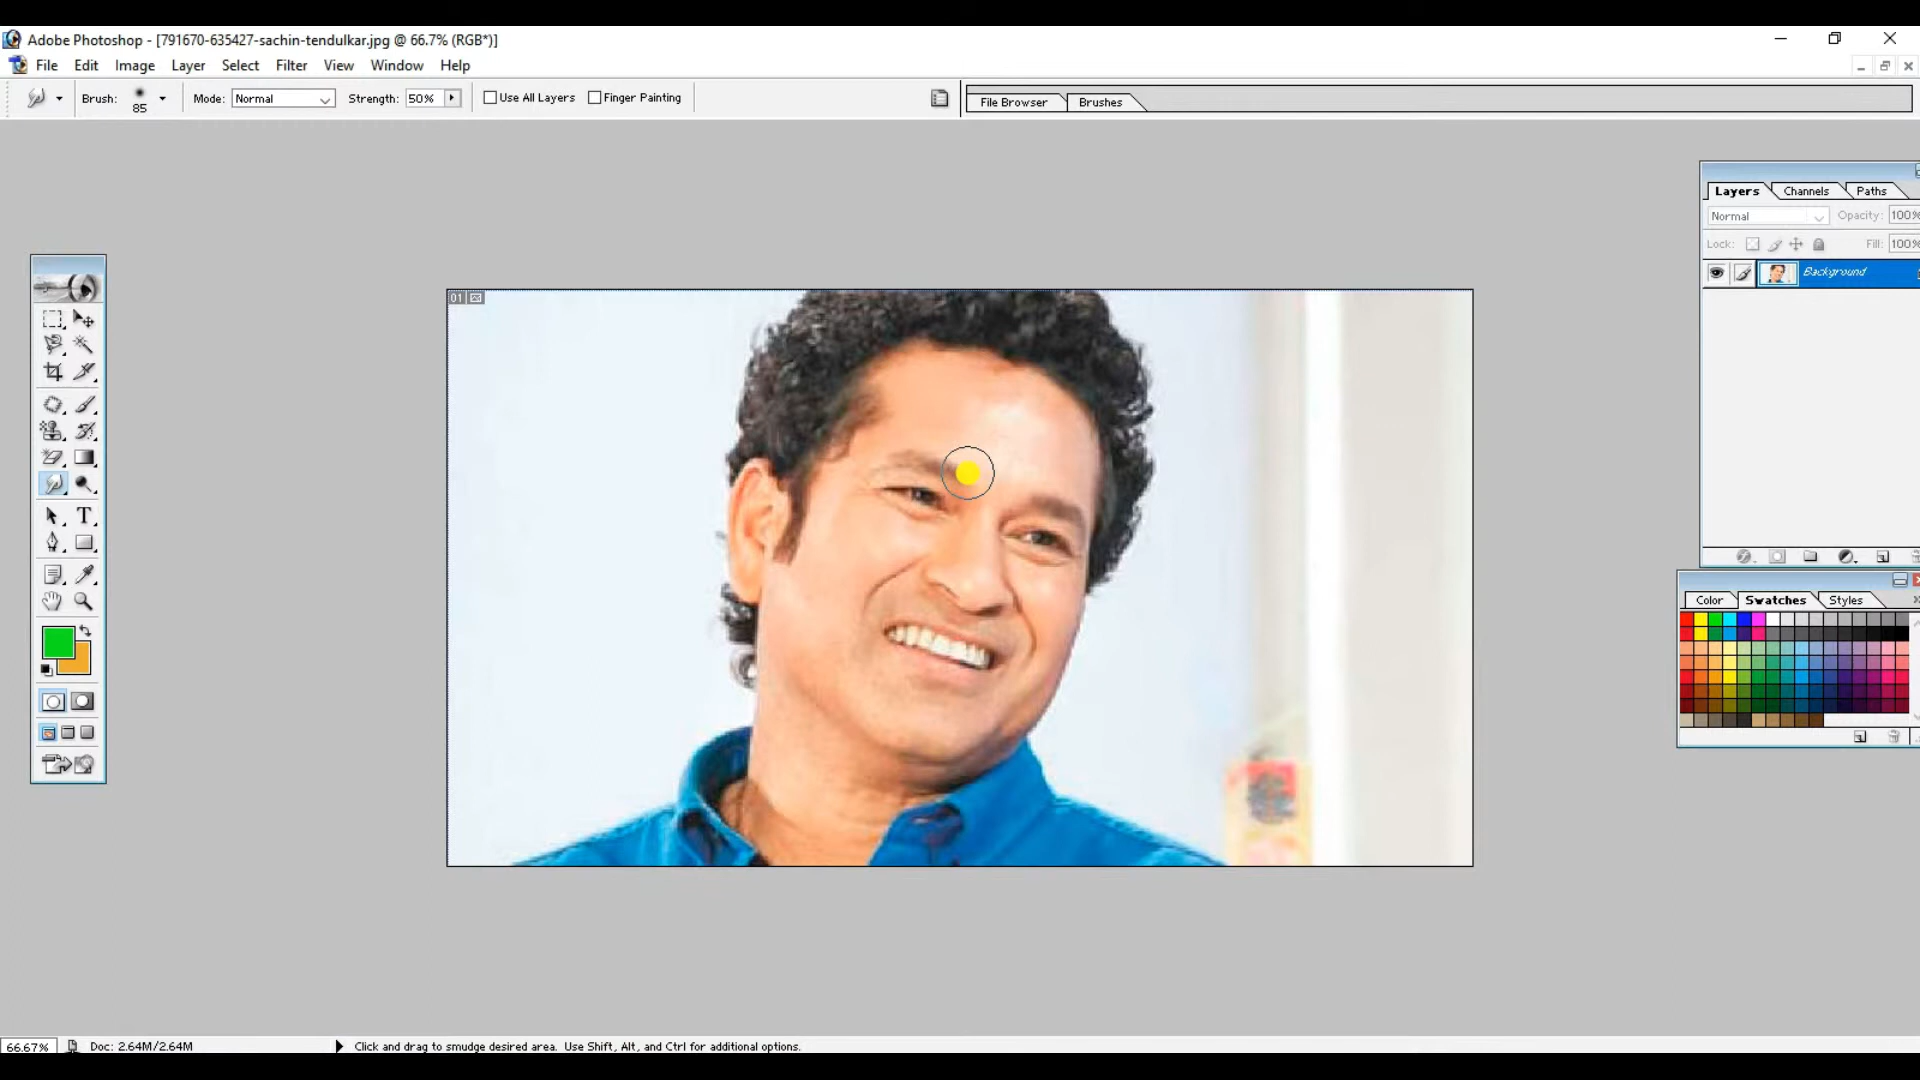 Adobe Photoshop - [791670-635427-sachin-tendulkar.jpg @ 66.7% (RGB*)]
File Edit Image Layer Select Filter View Window Help
Brush: 85 Mode: Normal Strength: 50% Use All Layers Finger Painting File Browser Brushes
Layers Channels Paths
Normal Opacity: 100%
Lock: Fill: 100%
Background
01
T
Color Swatches Styles
66.67% Doc: 2.64M/2.64M Click and drag to smudge desired area. Use Shift, Alt, and Ctrl for additional options.